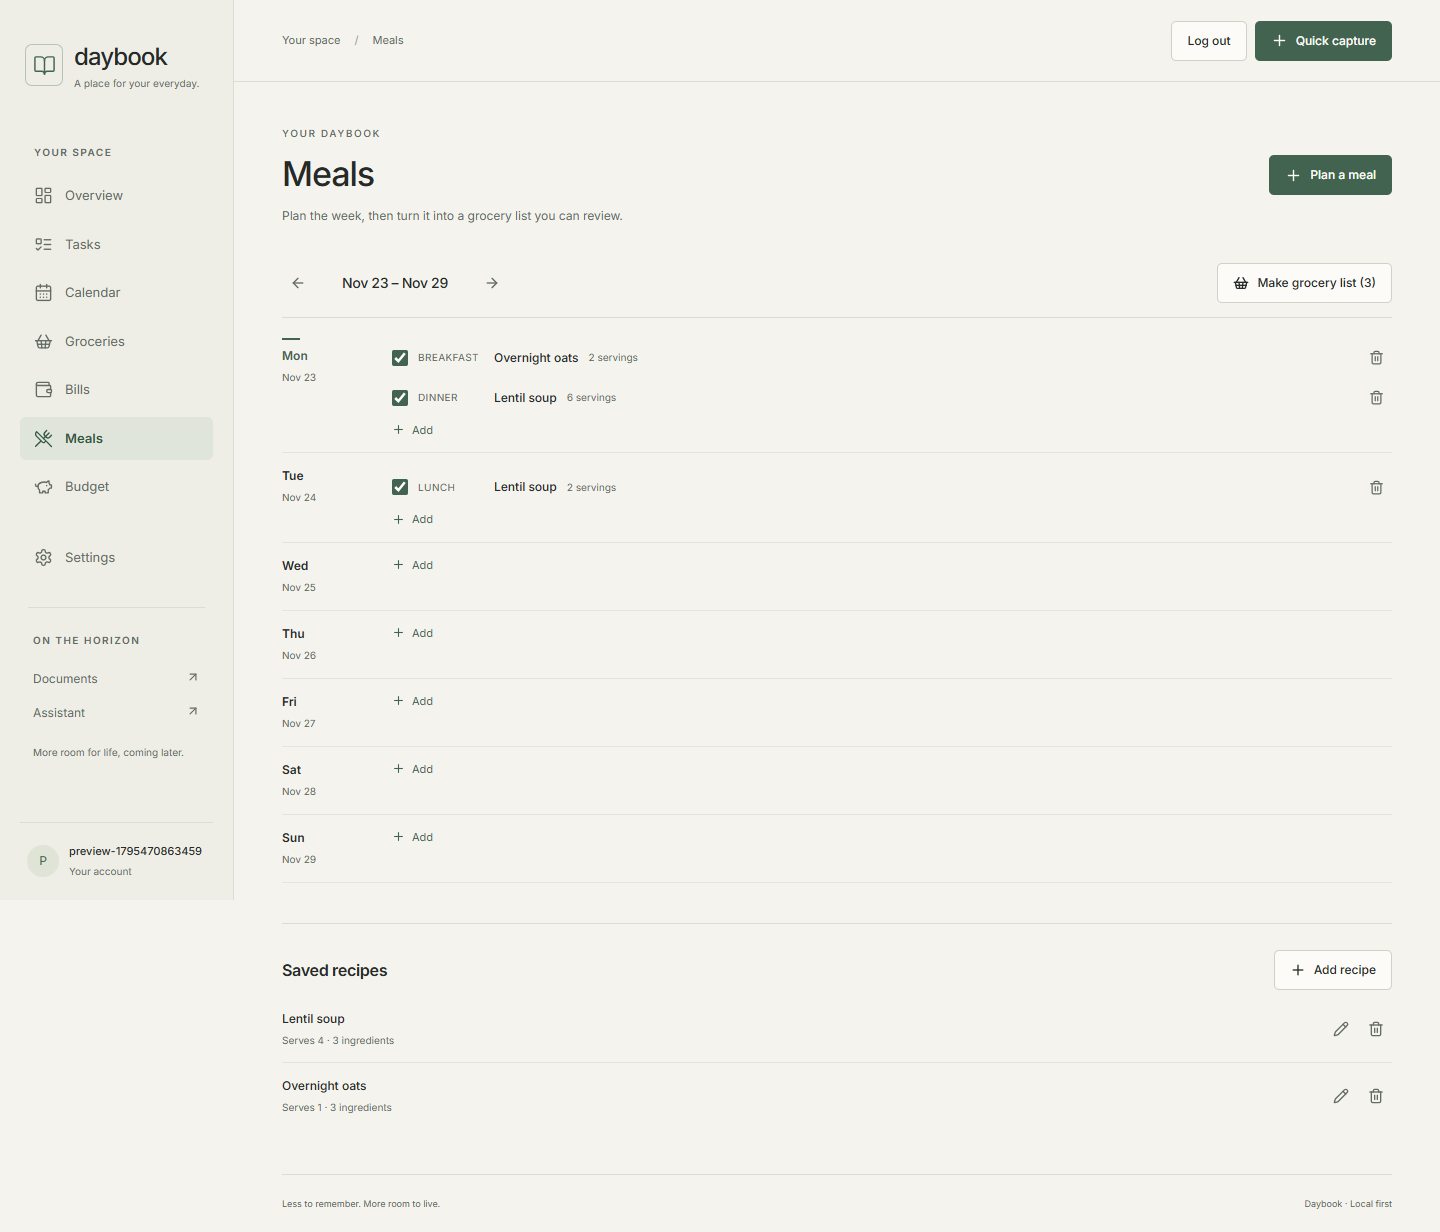 daybook
A place for your everyday.
YOUR SPACE
Overview
Tasks
Calendar
Groceries
Bills
Meals
Budget
Settings
ON THE HORIZON
Documents
Assistant
More room for life, coming later.
P
preview-1795470863459
Your account
Your space / Meals
Log out
Quick capture
YOUR DAYBOOK
Meals
Plan a meal
Plan the week, then turn it into a grocery list you can review.
Nov 23 – Nov 29
Make grocery list (3)
Mon
Nov 23
BREAKFAST Overnight oats 2 servings
DINNER Lentil soup 6 servings
Add
Tue
Nov 24
LUNCH Lentil soup 2 servings
Add
Wed
Nov 25
Add
Thu
Nov 26
Add
Fri
Nov 27
Add
Sat
Nov 28
Add
Sun
Nov 29
Add
Saved recipes
Add recipe
Lentil soup
Serves 4 · 3 ingredients
Overnight oats
Serves 1 · 3 ingredients
Less to remember. More room to live.
Daybook · Local first